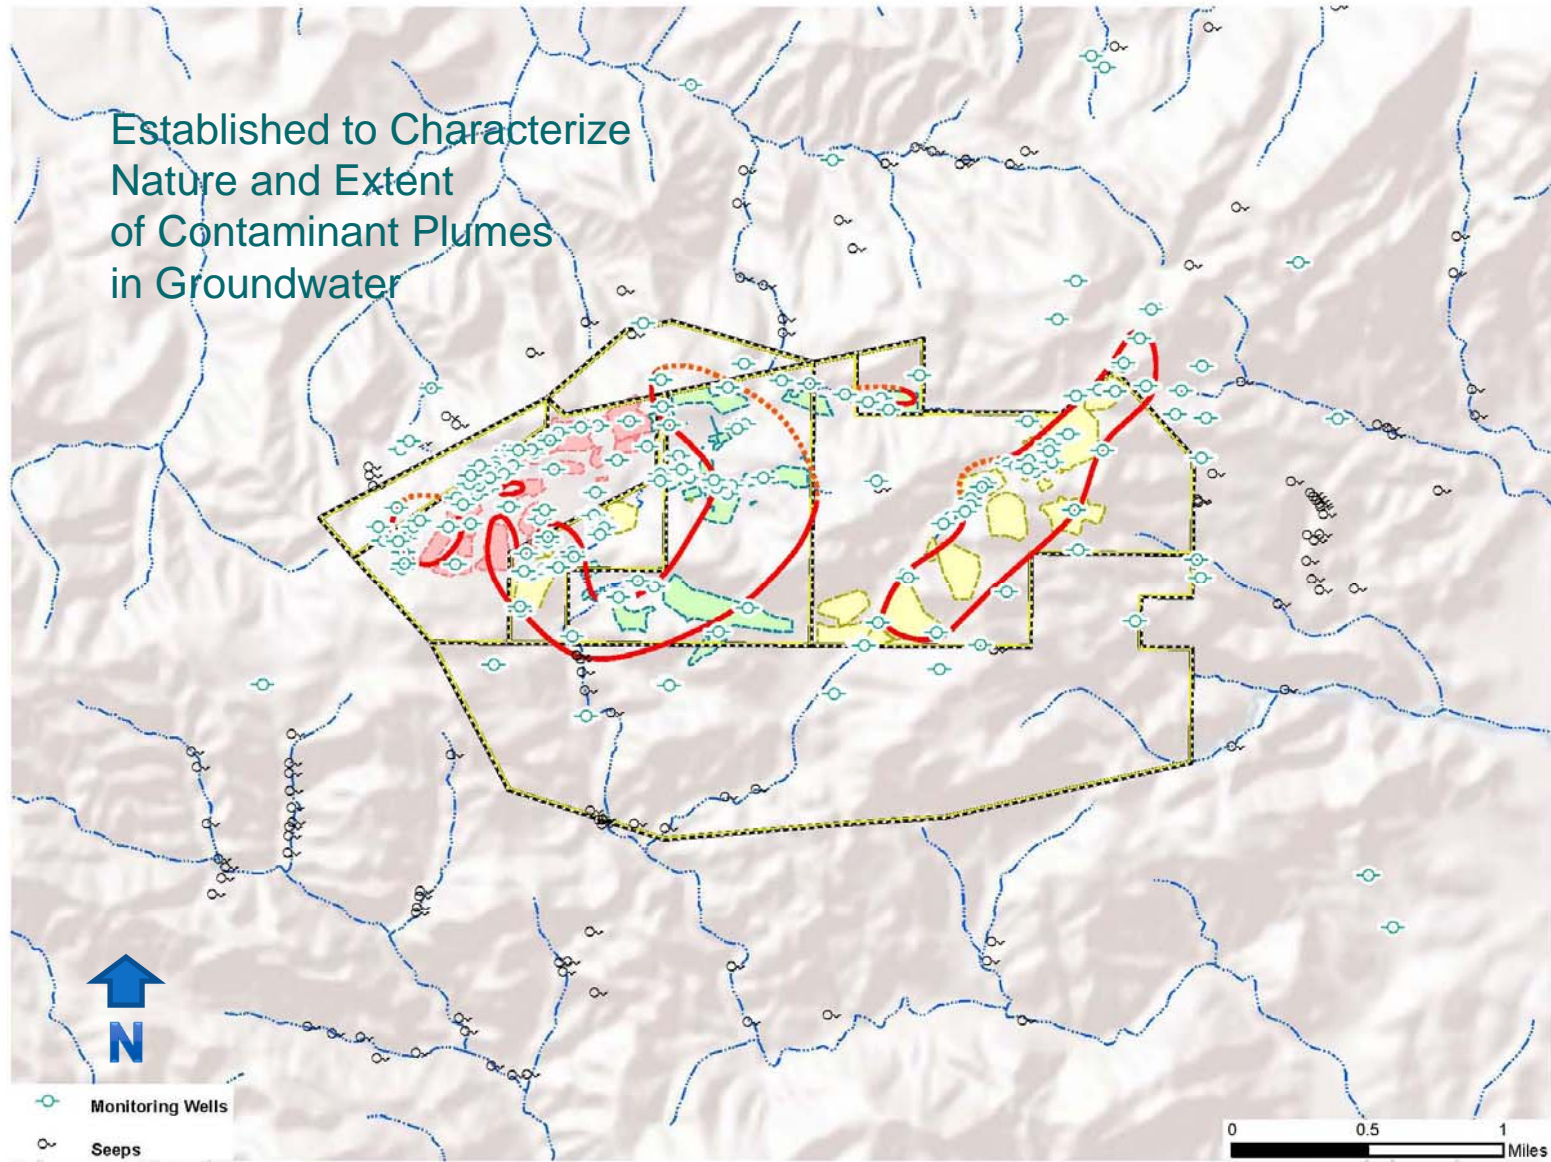 Established to Characterize
Nature and Extent
of Contaminant Plumes
in Groundwater
N
Monitoring Wells
Seeps
0 0.5 1
Miles